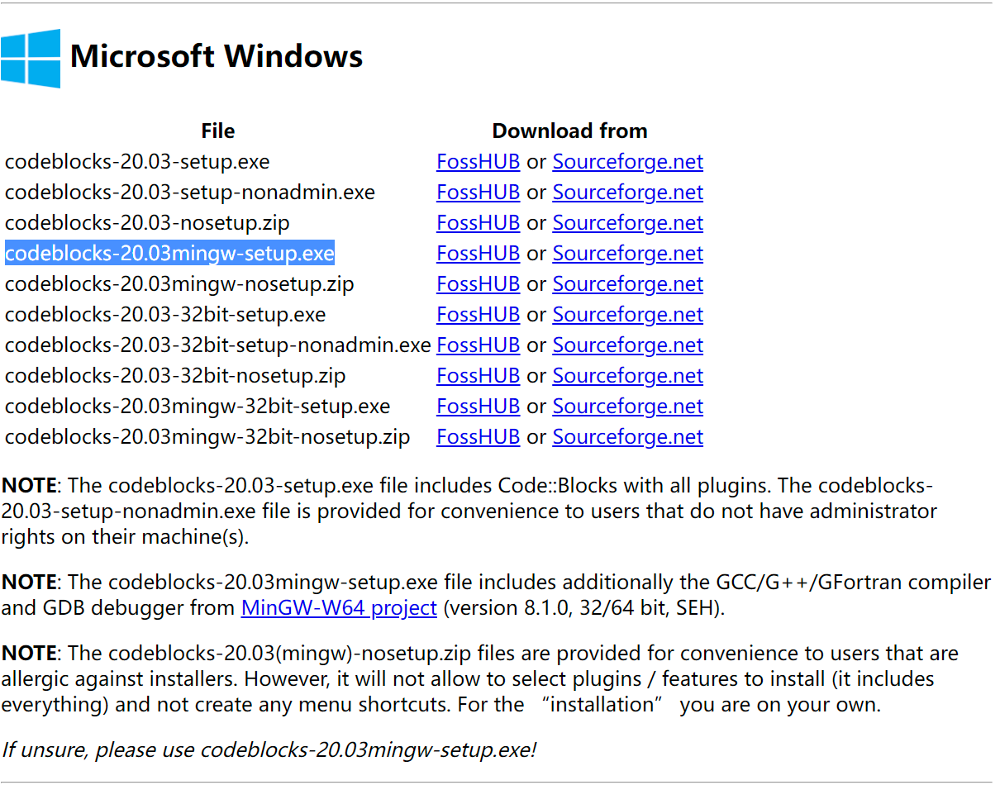 Microsoft Windows
File Download from
codeblocks-20.03-setup.exe FossHUB or Sourceforge.net
codeblocks-20.03-setup-nonadmin.exe FossHUB or Sourceforge.net
codeblocks-20.03-nosetup.zip FossHUB or Sourceforge.net
codeblocks-20.03mingw-setup.exe FossHUB or Sourceforge.net
codeblocks-20.03mingw-nosetup.zip FossHUB or Sourceforge.net
codeblocks-20.03-32bit-setup.exe FossHUB or Sourceforge.net
codeblocks-20.03-32bit-setup-nonadmin.exe FossHUB or Sourceforge.net
codeblocks-20.03-32bit-nosetup.zip FossHUB or Sourceforge.net
codeblocks-20.03mingw-32bit-setup.exe FossHUB or Sourceforge.net
codeblocks-20.03mingw-32bit-nosetup.zip FossHUB or Sourceforge.net
NOTE: The codeblocks-20.03-setup.exe file includes Code::Blocks with all plugins. The codeblocks-
20.03-setup-nonadmin.exe file is provided for convenience to users that do not have administrator
rights on their machine(s).
NOTE: The codeblocks-20.03mingw-setup.exe file includes additionally the GCC/G++/GFortran compiler
and GDB debugger from MinGW-W64 project (version 8.1.0, 32/64 bit, SEH).
NOTE: The codeblocks-20.03(mingw)-nosetup.zip files are provided for convenience to users that are
allergic against installers. However, it will not allow to select plugins / features to install (it includes
everything) and not create any menu shortcuts. For the “installation” you are on your own.
If unsure, please use codeblocks-20.03mingw-setup.exe!